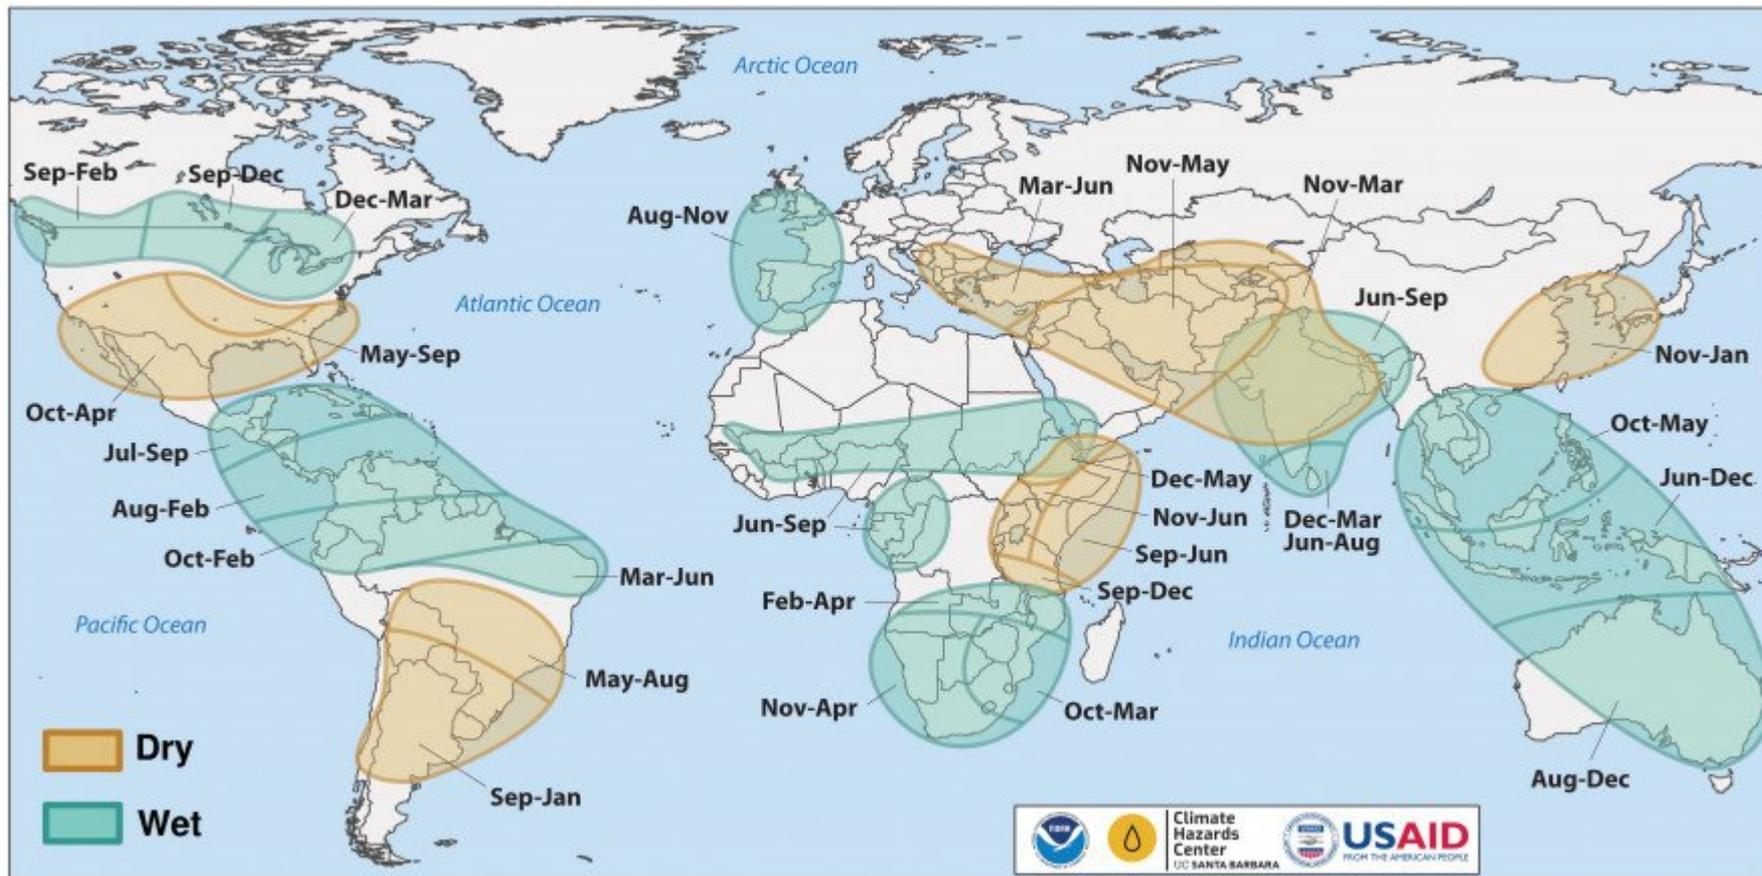 Arctic Ocean
Sep-Feb
Sep-Dec
Dec-Mar
Aug-Nov
Mar-Jun
Nov-May
Nov-Mar
Atlantic Ocean
Jun-Sep
May-Sep
Nov-Jan
Oct-Apr
Jul-Sep
Oct-May
Aug-Feb
Dec-May
Jun-Dec
Jun-Sep
Nov-Jun
Dec-Mar
Jun-Aug
Oct-Feb
Sep-Jun
Mar-Jun
Sep-Dec
Feb-Apr
Pacific Ocean
Indian Ocean
May-Aug
Nov-Apr
Oct-Mar
Dry
Sep-Jan
Aug-Dec
Wet
Climate
Hazards
Center
UC SANTA BARBARA
USAID
FROM THE AMERICAN PEOPLE